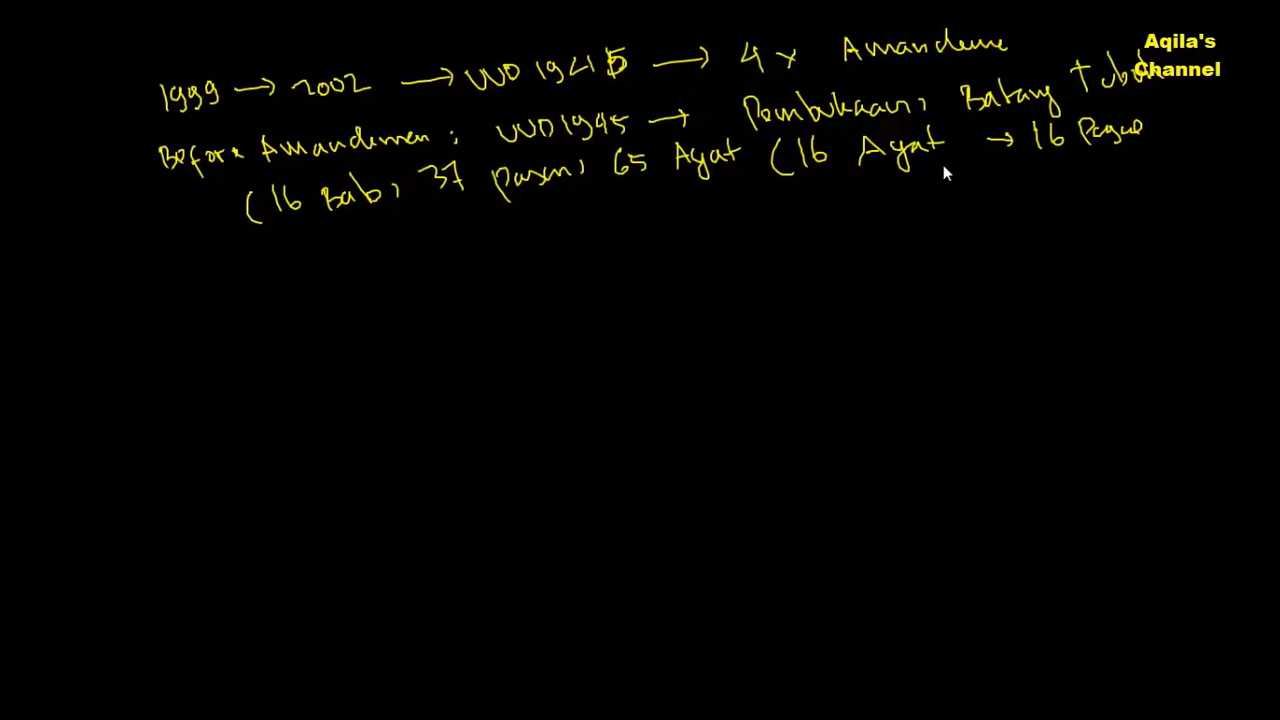 Aqila's
Channel
1999 → 2002 → UUD 1945 → 4x Amandeme
Before Amandemen : UUD 1945 → Pembukaan, Batang Tubuh
(16 Bab, 37 pasal, 65 Ayat (16 Ayat → 16 Pasal